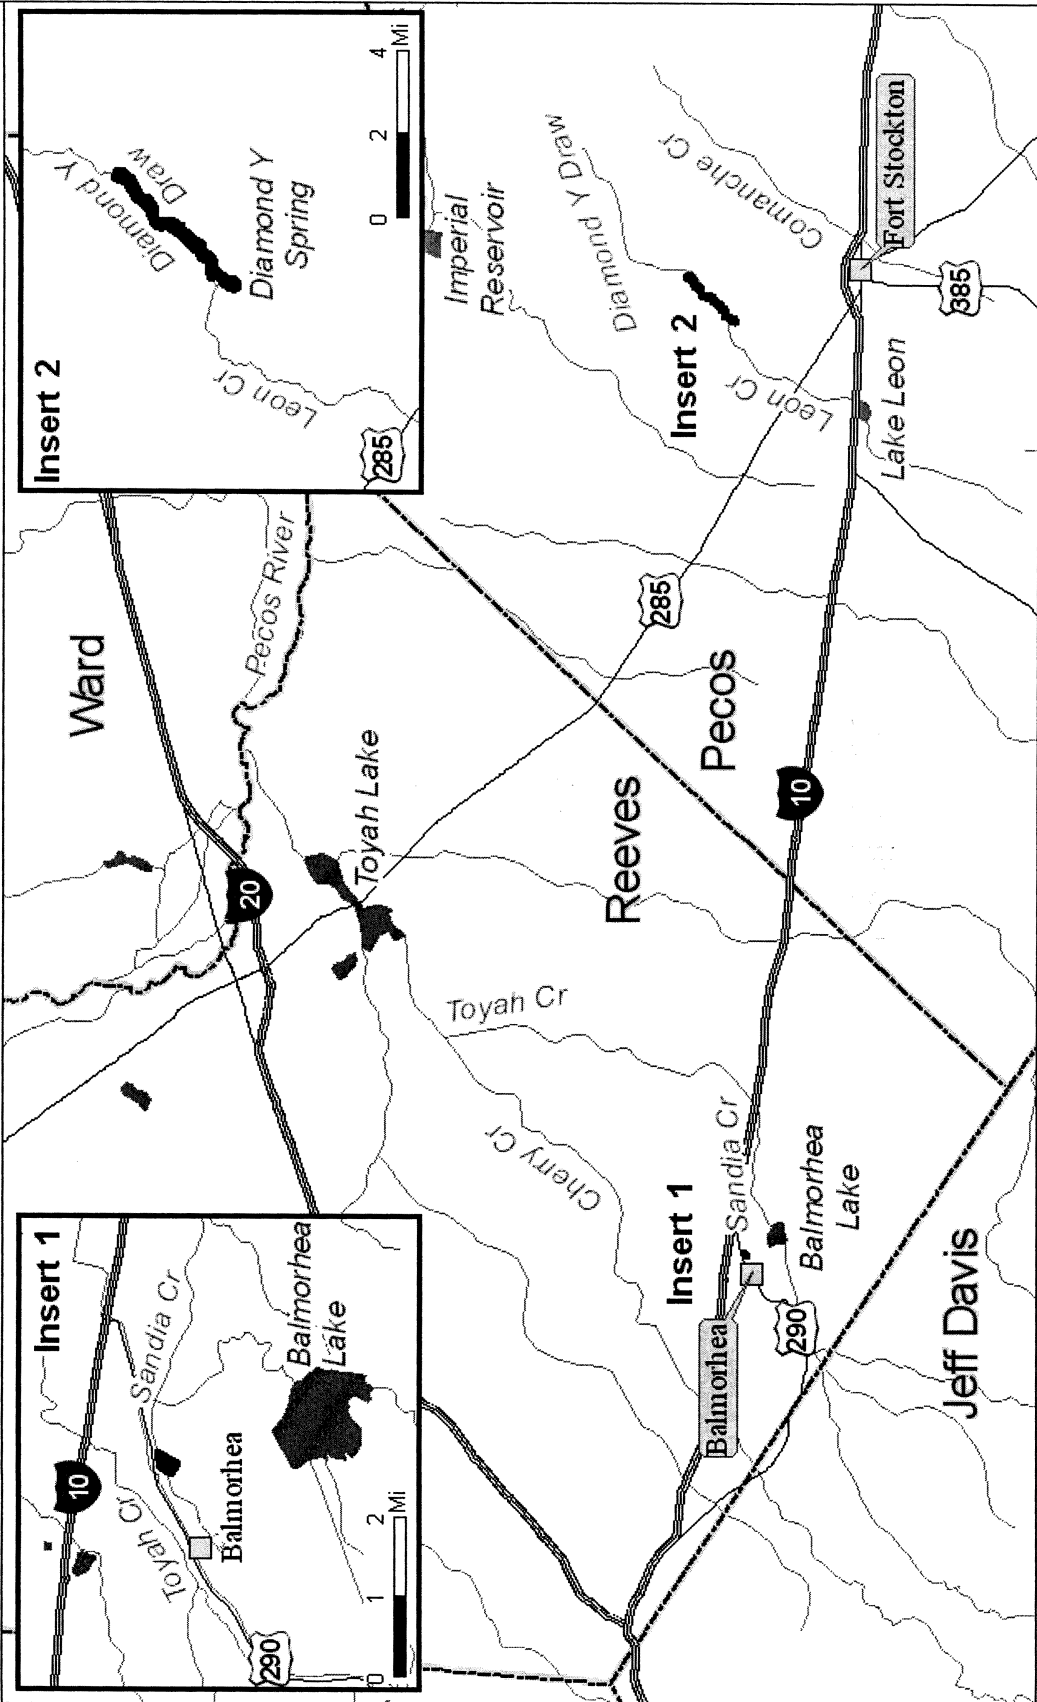 Insert 1
10
Sandia Cr
Toyah Cr
Balmorhea
Balmorhea
Lake
290
0 1 2
Mi
Insert 2
Diamond Y
Draw
Diamond Y
Spring
Leon Cr
285
0 2 4
Mi
Ward
20
Pecos River
Toyah Lake
Imperial
Reservoir
Toyah Cr
Cherry Cr
Reeves
285
Diamond Y Draw
Comanche Cr
Insert 2
Leon Cr
Pecos
Insert 1
Sandia Cr
Balmorhea
290
Balmorhea
Lake
10
Lake Leon
Fort Stockton
385
Jeff Davis